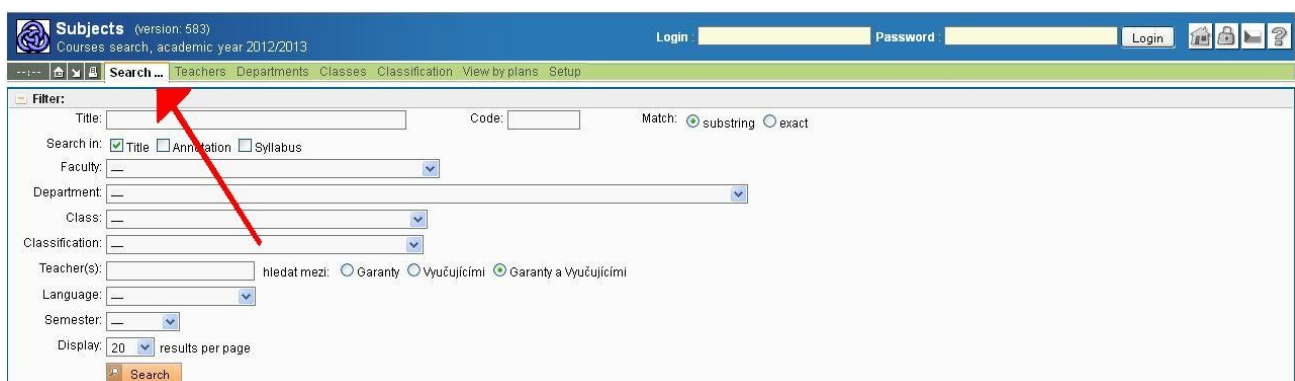 Subjects (version: 583)
Courses search, academic year 2012/2013
Login : Password : Login
--:-- Search ... Teachers Departments Classes Classification View by plans Setup
Filter:
Title: Code: Match: substring exact
Search in: Title Annotation Syllabus
Faculty: —
Department: —
Class: —
Classification: —
Teacher(s): hledat mezi: Garanty Vyučujícími Garanty a Vyučujícími
Language: —
Semester: —
Display: 20 results per page
Search